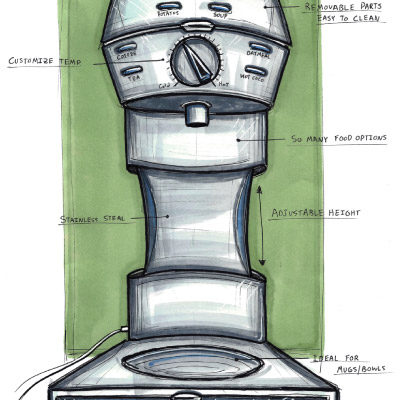 POTATOS
SOUP
REMOVABLE PARTS
EASY TO CLEAN
COFFEE
OATMEAL
CUSTOMIZE TEMP
TEA
HOT COCO
Cold
Hot
SO MANY FOOD OPTIONS
STAINLESS STEAL
ADJUSTABLE HEIGHT
IDEAL FOR
MUGS/BOWLS